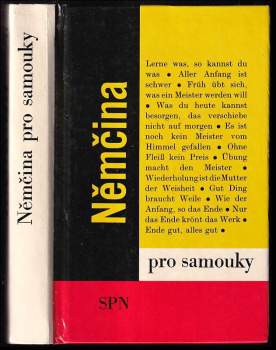 Němčina pro samouky
Němčina
Lerne was, so kannst du
was • Aller Anfang ist
schwer • Früh übt sich,
was ein Meister werden will
• Was du heute kannst
besorgen, das verschiebe
nicht auf morgen • Es ist
noch kein Meister vom
Himmel gefallen • Ohne
Fleiß kein Preis • Übung
macht den Meister •
Wiederholung ist die Mutter
der Weisheit • Gut Ding
braucht Weile • Wie der
Anfang, so das Ende • Nur
das Ende krönt das Werk •
Ende gut, alles gut •
pro samouky
SPN